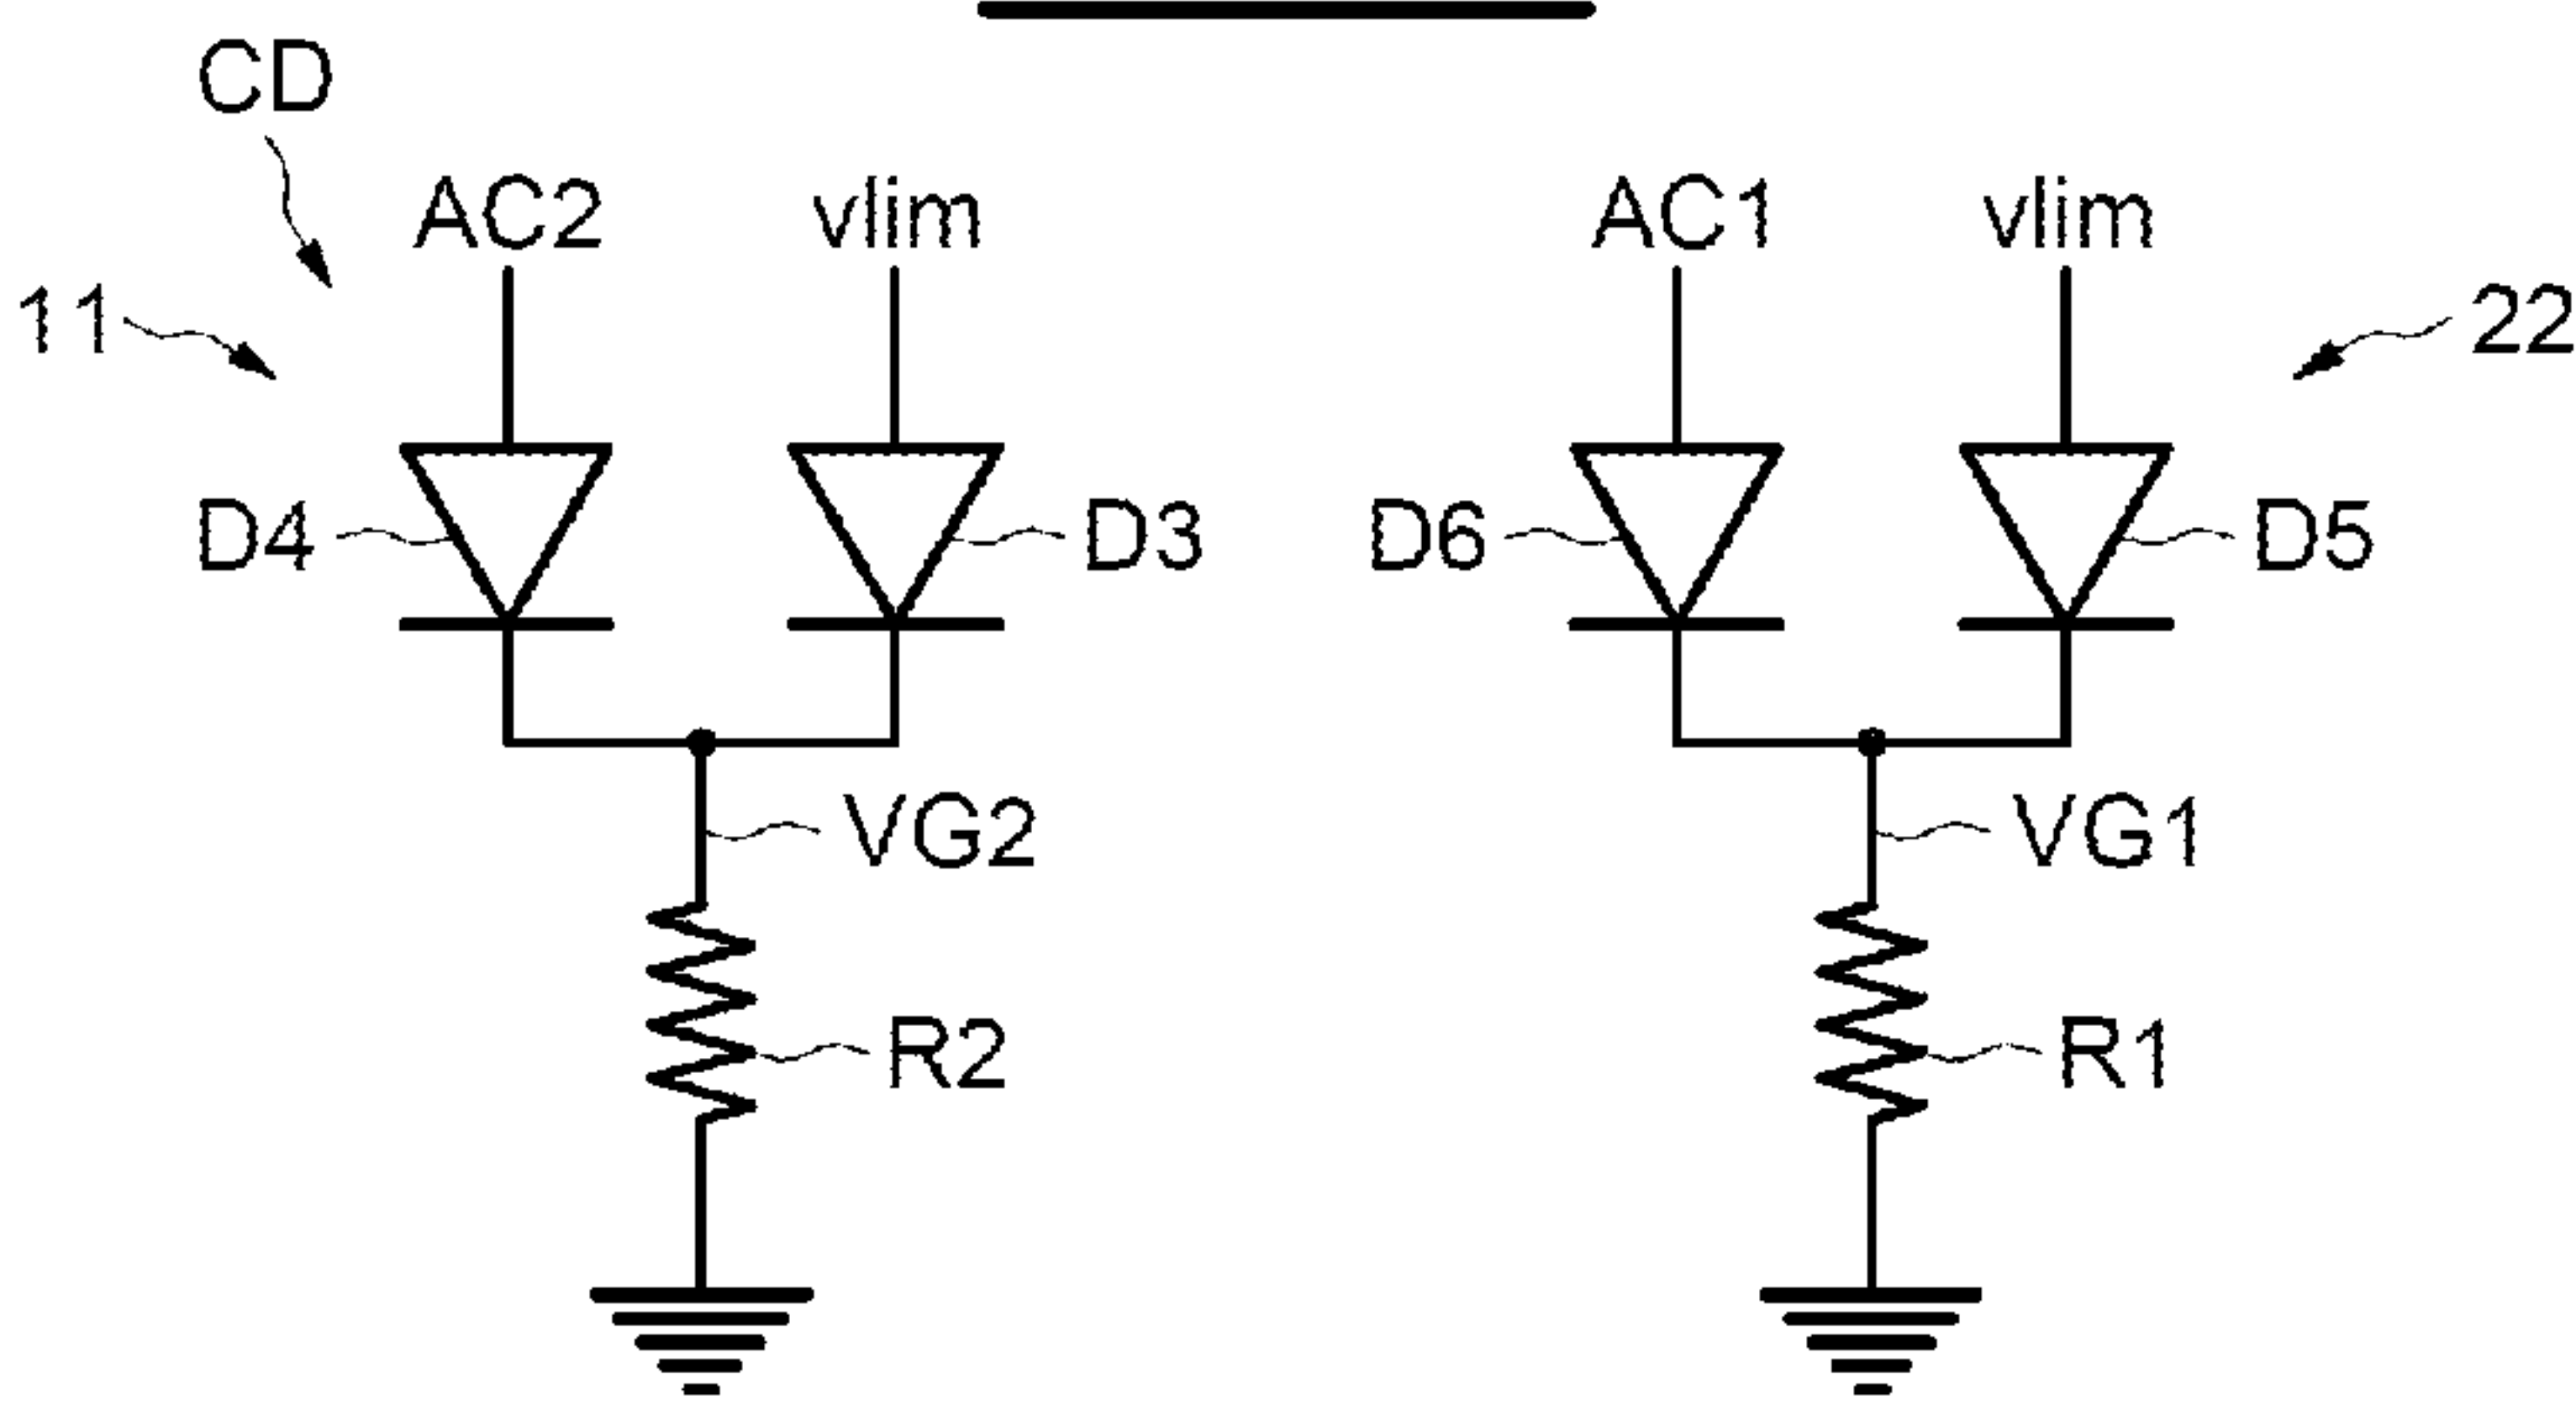 CD
AC2 vlim AC1 vlim
11 22
D4 D3 D6 D5
VG2 VG1
R2 R1